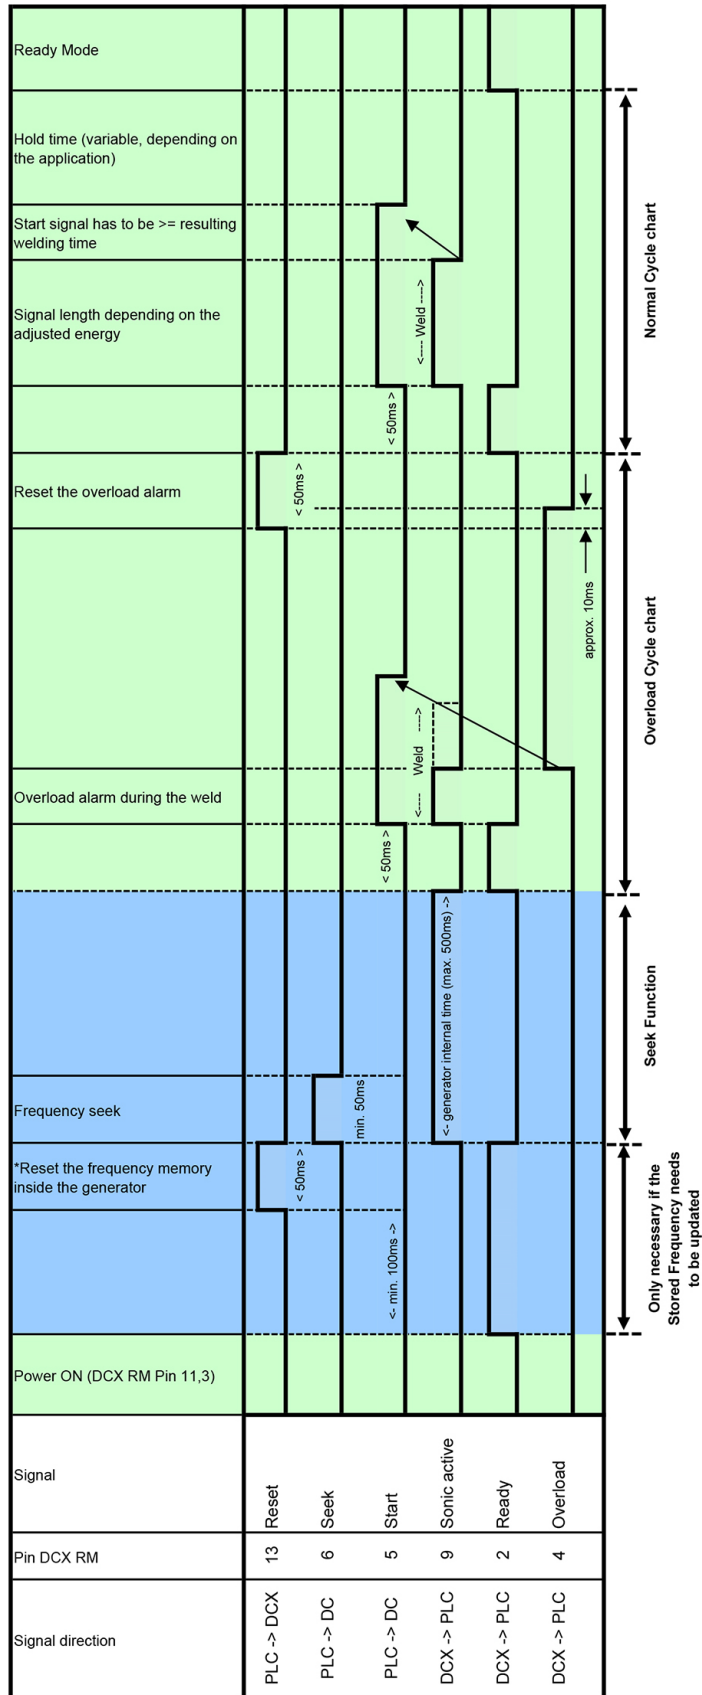 Ready Mode
Hold time (variable, depending on
the application)
Start signal has to be >= resulting
welding time
Signal length depending on the
adjusted energy
<---- Weld ---->
< 50ms >
Normal Cycle chart
Reset the overload alarm
< 50ms >
approx. 10ms
Overload Cycle chart
<---- Weld ---->
Overload alarm during the weld
< 50ms >
<- generator internal time (max. 500ms) ->
Seek Function
Frequency seek
min. 50ms
*Reset the frequency memory
inside the generator
< 50ms >
<- min. 100ms ->
Only necessary if the
Stored Frequency needs
to be updated
Power ON (DCX RM Pin 11,3)
Signal
Reset
Seek
Start
Sonic active
Ready
Overload
Pin DCX RM
13
6
5
9
2
4
Signal direction
PLC -> DCX
PLC -> DC
PLC -> DC
DCX -> PLC
DCX -> PLC
DCX -> PLC